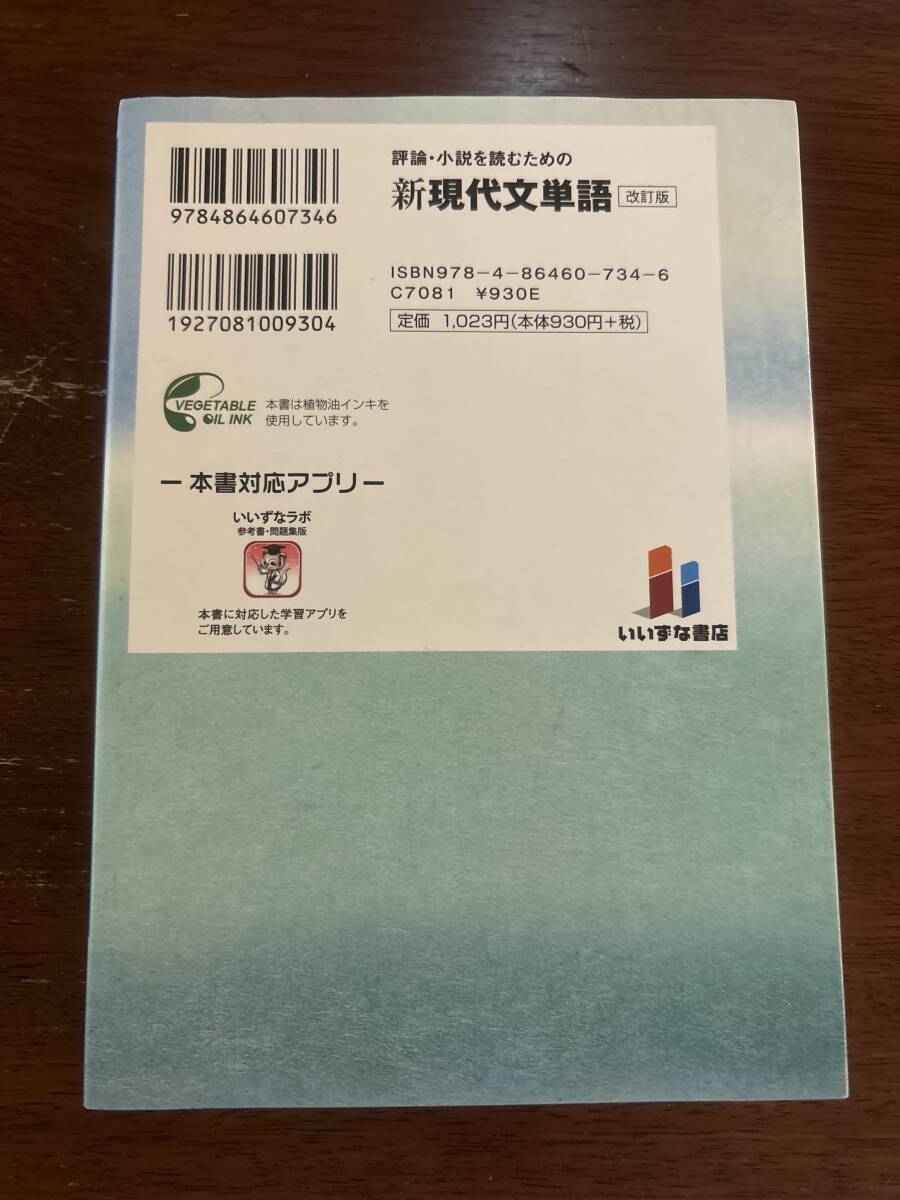 9784864607346
評論・小説を読むための
新現代文単語 改訂版
1927081009304
ISBN978-4-86460-734-6
C7081 ¥930E
定価 1,023円(本体930円+税)
VEGETABLE
OIL INK
本書は植物油インキを
使用しています。
ー本書対応アプリー
いいずなラボ
参考書・問題集版
本書に対応した学習アプリを
ご用意しています。
いいずな書店